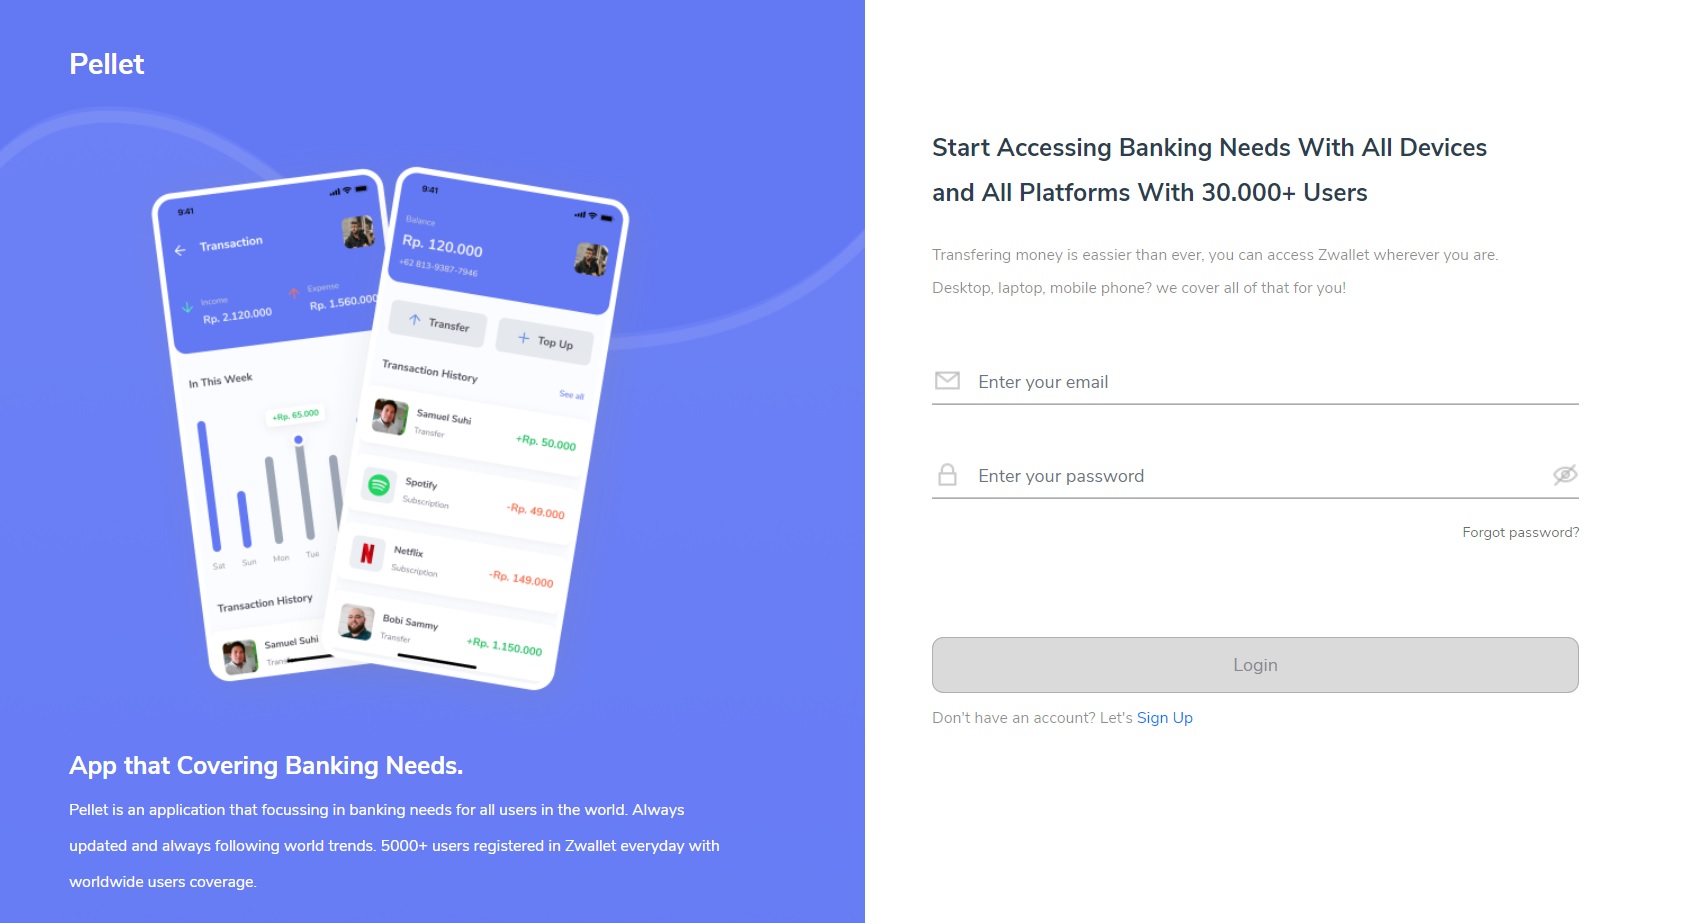 Pellet
9:41
Transaction
Income
Rp. 2.120.000
Expense
Rp. 1.560.000
In This Week
+Rp. 65.000
Sat
Sun
Mon
Tue
Transaction History
Samuel Suhi
9:41
Balance
Rp. 120.000
+62 813-9387-7946
Transfer
Top Up
Transaction History
See all
Samuel Suhi
Transfer
+Rp. 50.000
Spotify
Subscription
-Rp. 49.000
Netflix
Subscription
-Rp. 149.000
Bobi Sammy
Transfer
+Rp. 1.150.000
App that Covering Banking Needs.
Pellet is an application that focussing in banking needs for all users in the world. Always
updated and always following world trends. 5000+ users registered in Zwallet everyday with
worldwide users coverage.
Start Accessing Banking Needs With All Devices
and All Platforms With 30.000+ Users
Transfering money is eassier than ever, you can access Zwallet wherever you are.
Desktop, laptop, mobile phone? we cover all of that for you!
Enter your email
Enter your password
Forgot password?
Login
Don't have an account? Let's Sign Up